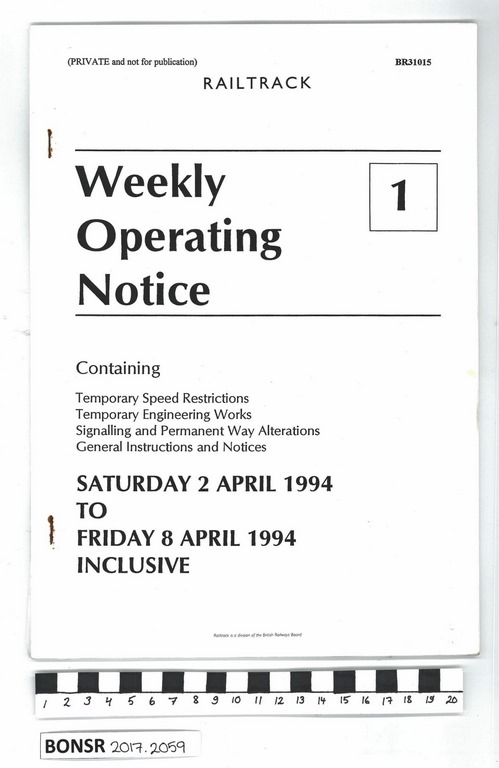 (PRIVATE and not for publication) BR31015
RAILTRACK
Weekly
Operating
Notice
1
Containing
Temporary Speed Restrictions
Temporary Engineering Works
Signalling and Permanent Way Alterations
General Instructions and Notices
SATURDAY 2 APRIL 1994
TO
FRIDAY 8 APRIL 1994
INCLUSIVE
Railtrack is a division of the British Railways Board
1 2 3 4 5 6 7 8 9 10 11 12 13 14 15 16 17 18 19 20
BONSR 2017.2059